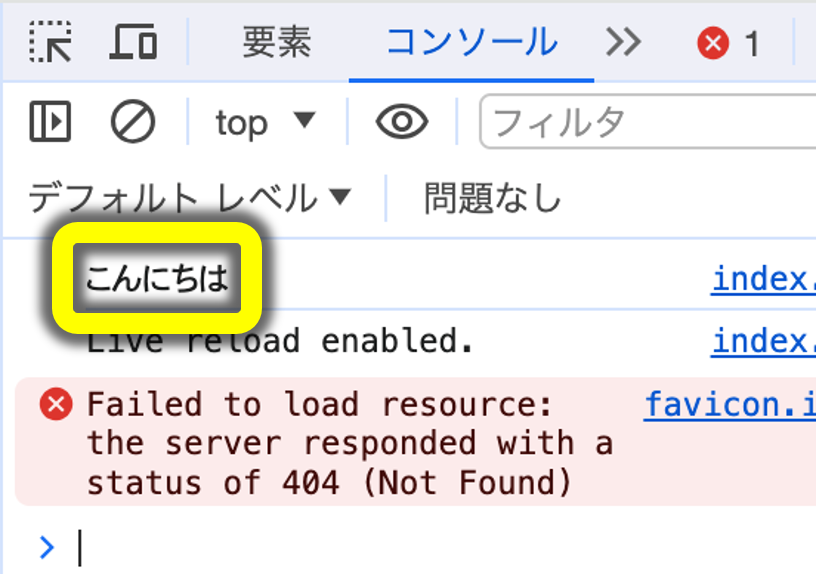 要素 コンソール 1
top フィルタ
デフォルト レベル 問題なし
こんにちは index.
Live reload enabled. index.
Failed to load resource: favicon.i
the server responded with a
status of 404 (Not Found)